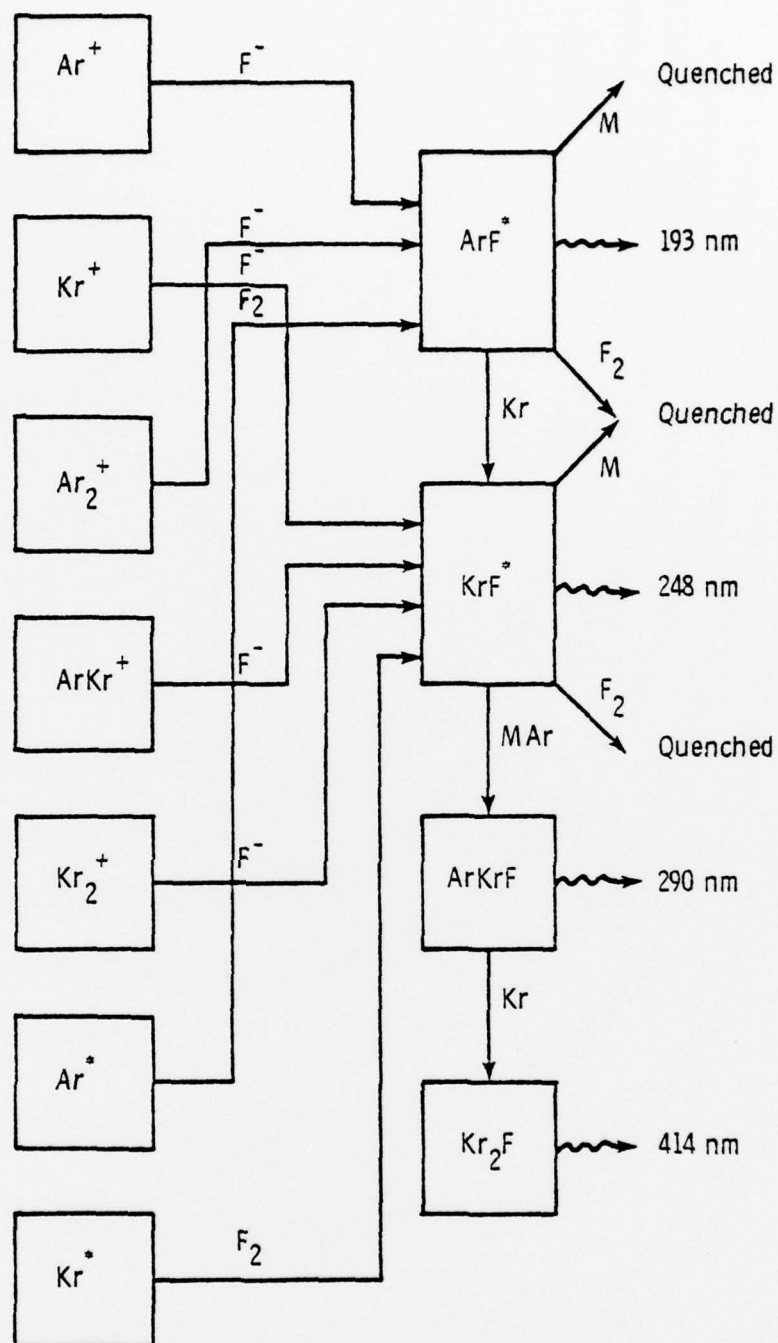 Ar+
F-
Quenched
M
Kr+
F-
F-
F2
ArF*
193 nm
F2
Ar2+
Kr
Quenched
M
ArKr+
F-
KrF*
248 nm
F2
MAr
Quenched
Kr2+
F-
ArKrF
290 nm
Kr
Ar*
Kr2F
414 nm
Kr*
F2